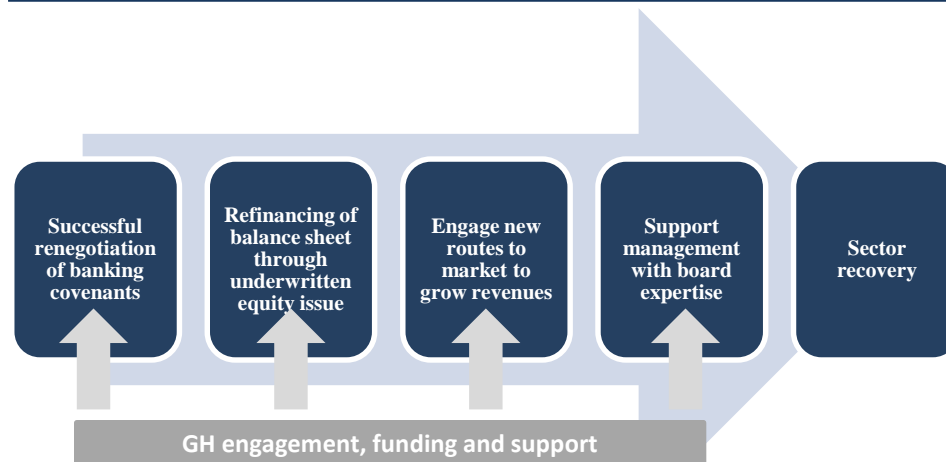 Successful
renegotiation
of banking
covenants
Refinancing of
balance sheet
through
underwritten
equity issue
Engage new
routes to
market to
grow revenues
Support
management
with board
expertise
Sector
recovery
GH engagement, funding and support